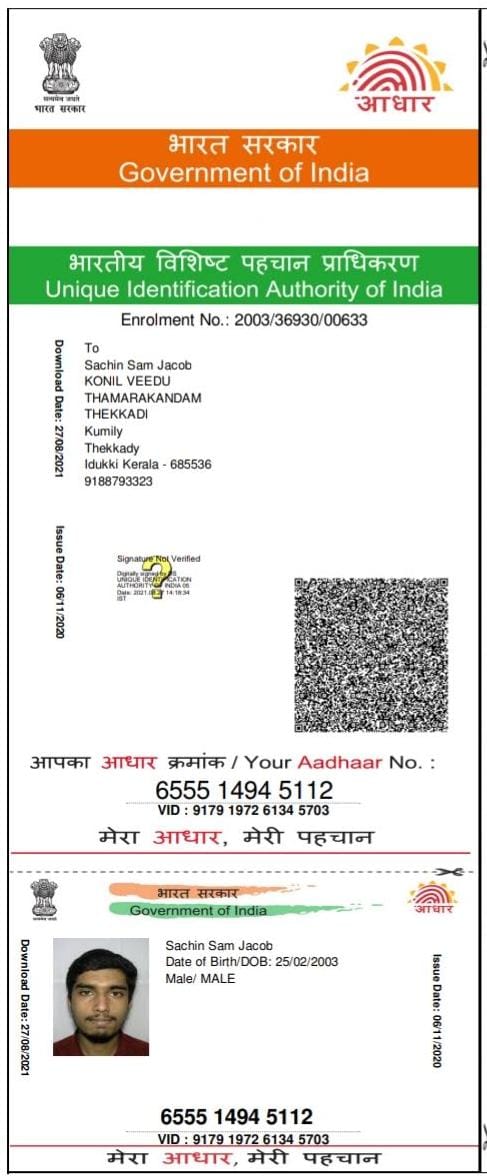 सत्यमेव जयते
भारत सरकार
आधार
भारत सरकार
Government of India
भारतीय विशिष्ट पहचान प्राधिकरण
Unique Identification Authority of India
Enrolment No.: 2003/36930/00633
Download Date: 27/08/2021
To
Sachin Sam Jacob
KONIL VEEDU
THAMARAKANDAM
THEKKADI
Kumily
Thekkady
Idukki Kerala - 685536
9188793323
Issue Date: 06/11/2020
Signature Not Verified
Digitally signed by DS
UNIQUE IDENTIFICATION
AUTHORITY OF INDIA 05
Date: 2021.08.27 14:18:34
IST
आपका आधार क्रमांक / Your Aadhaar No. :
6555 1494 5112
VID : 9179 1972 6134 5703
मेरा आधार, मेरी पहचान
भारत सरकार
Government of India
आधार
Download Date: 27/08/2021
Sachin Sam Jacob
Date of Birth/DOB: 25/02/2003
Male/ MALE
Issue Date: 06/11/2020
6555 1494 5112
VID : 9179 1972 6134 5703
मेरा आधार, मेरी पहचान